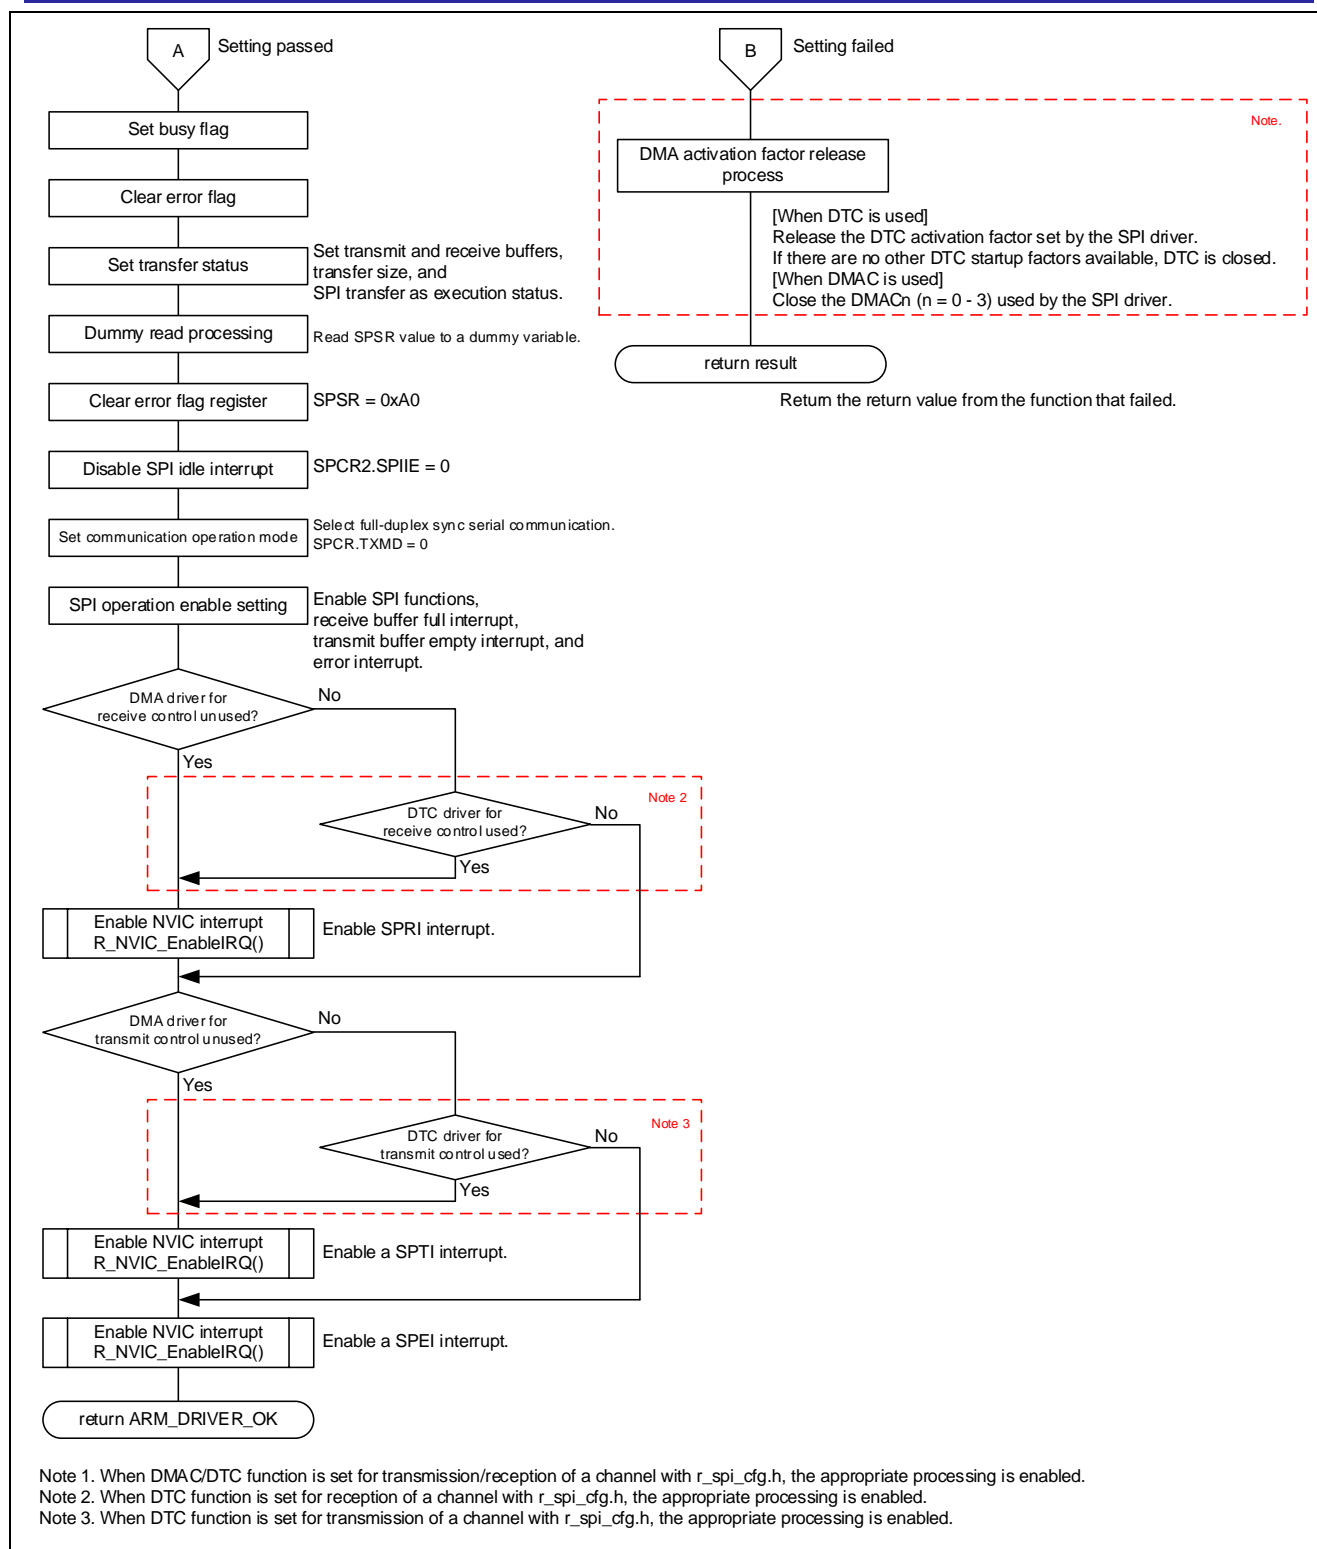 A
Setting passed
Set busy flag
Clear error flag
Set transfer status
Set transmit and receive buffers,
transfer size, and
SPI transfer as execution status.
Dummy read processing
Read SPSR value to a dummy variable.
Clear error flag register
SPSR = 0xA0
Disable SPI idle interrupt
SPCR2.SPIIE = 0
Set communication operation mode
Select full-duplex sync serial communication.
SPCR.TXMD = 0
SPI operation enable setting
Enable SPI functions,
receive buffer full interrupt,
transmit buffer empty interrupt, and
error interrupt.
B
Setting failed
Note.
DMA activation factor release
process
[When DTC is used]
Release the DTC activation factor set by the SPI driver.
If there are no other DTC startup factors available, DTC is closed.
[When DMAC is used]
Close the DMACn (n = 0 - 3) used by the SPI driver.
return result
Return the return value from the function that failed.
DMA driver for
receive control unused?
No
Yes
Note 2
DTC driver for
receive control used?
No
Yes
Enable NVIC interrupt
R_NVIC_EnableIRQ()
Enable SPRI interrupt.
DMA driver for
transmit control unused?
No
Yes
Note 3
DTC driver for
transmit control used?
No
Yes
Enable NVIC interrupt
R_NVIC_EnableIRQ()
Enable a SPTI interrupt.
Enable NVIC interrupt
R_NVIC_EnableIRQ()
Enable a SPEI interrupt.
return ARM_DRIVER_OK
Note 1. When DMAC/DTC function is set for transmission/reception of a channel with r_spi_cfg.h, the appropriate processing is enabled.
Note 2. When DTC function is set for reception of a channel with r_spi_cfg.h, the appropriate processing is enabled.
Note 3. When DTC function is set for transmission of a channel with r_spi_cfg.h, the appropriate processing is enabled.